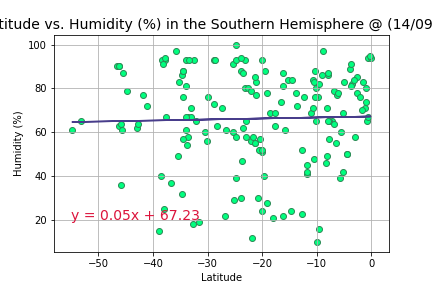 titude vs. Humidity (%) in the Southern Hemisphere @ (14/09
100
80
60
40
20
Humidity (%)
y = 0.05x + 67.23
−50
−40
−30
−20
−10
0
Latitude